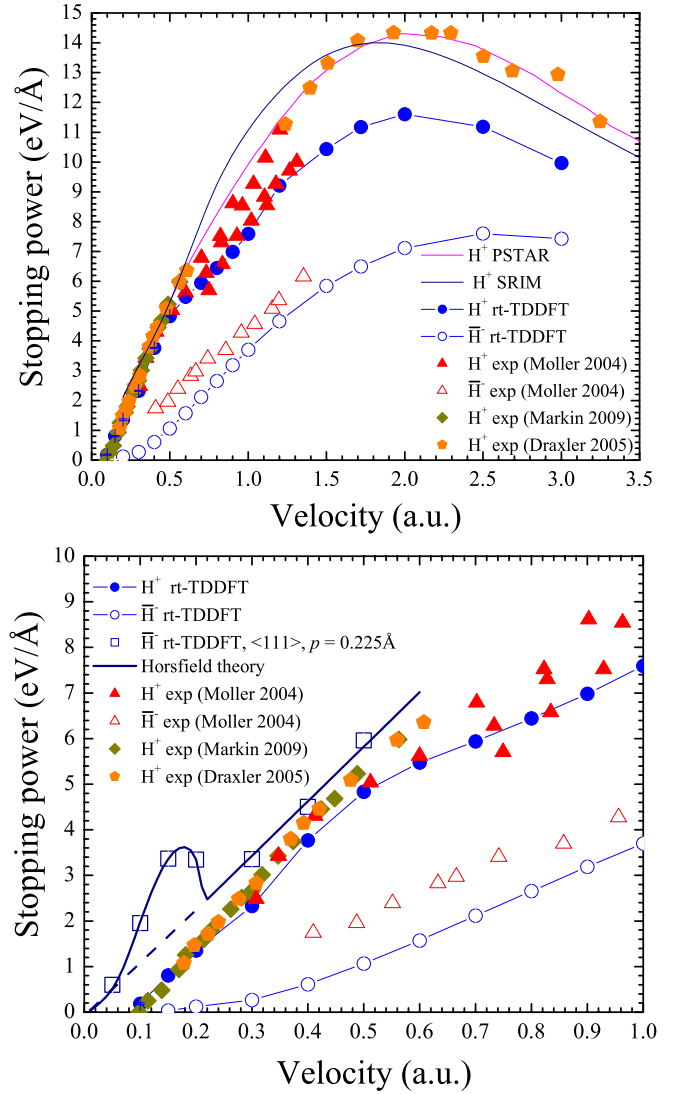 15
14
13
12
11
10
9
8
7
6
5
4
3
2
1
0
Stopping power (eV/Å)
H⁺ PSTAR
H⁺ SRIM
H⁺ rt-TDDFT
H̅⁻ rt-TDDFT
H⁺ exp (Moller 2004)
H̅⁻ exp (Moller 2004)
H⁺ exp (Markin 2009)
H⁺ exp (Draxler 2005)
0.0 0.5 1.0 1.5 2.0 2.5 3.0 3.5
Velocity (a.u.)
10
9
8
7
6
5
4
3
2
1
0
Stopping power (eV/Å)
H⁺ rt-TDDFT
H̅⁻ rt-TDDFT
H̅⁻ rt-TDDFT, <111>, p = 0.225Å
Horsfield theory
H⁺ exp (Moller 2004)
H̅⁻ exp (Moller 2004)
H⁺ exp (Markin 2009)
H⁺ exp (Draxler 2005)
0.0 0.1 0.2 0.3 0.4 0.5 0.6 0.7 0.8 0.9 1.0
Velocity (a.u.)